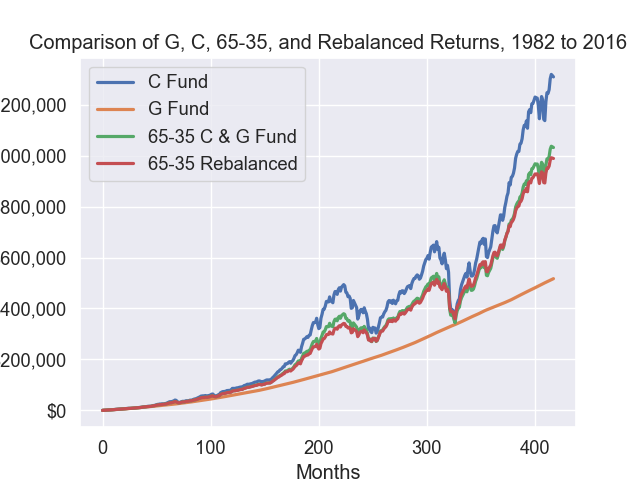 Comparison of G, C, 65-35, and Rebalanced Returns, 1982 to 2016
C Fund
G Fund
65-35 C & G Fund
65-35 Rebalanced
200,000
000,000
800,000
600,000
400,000
200,000
$0
0 100 200 300 400
Months